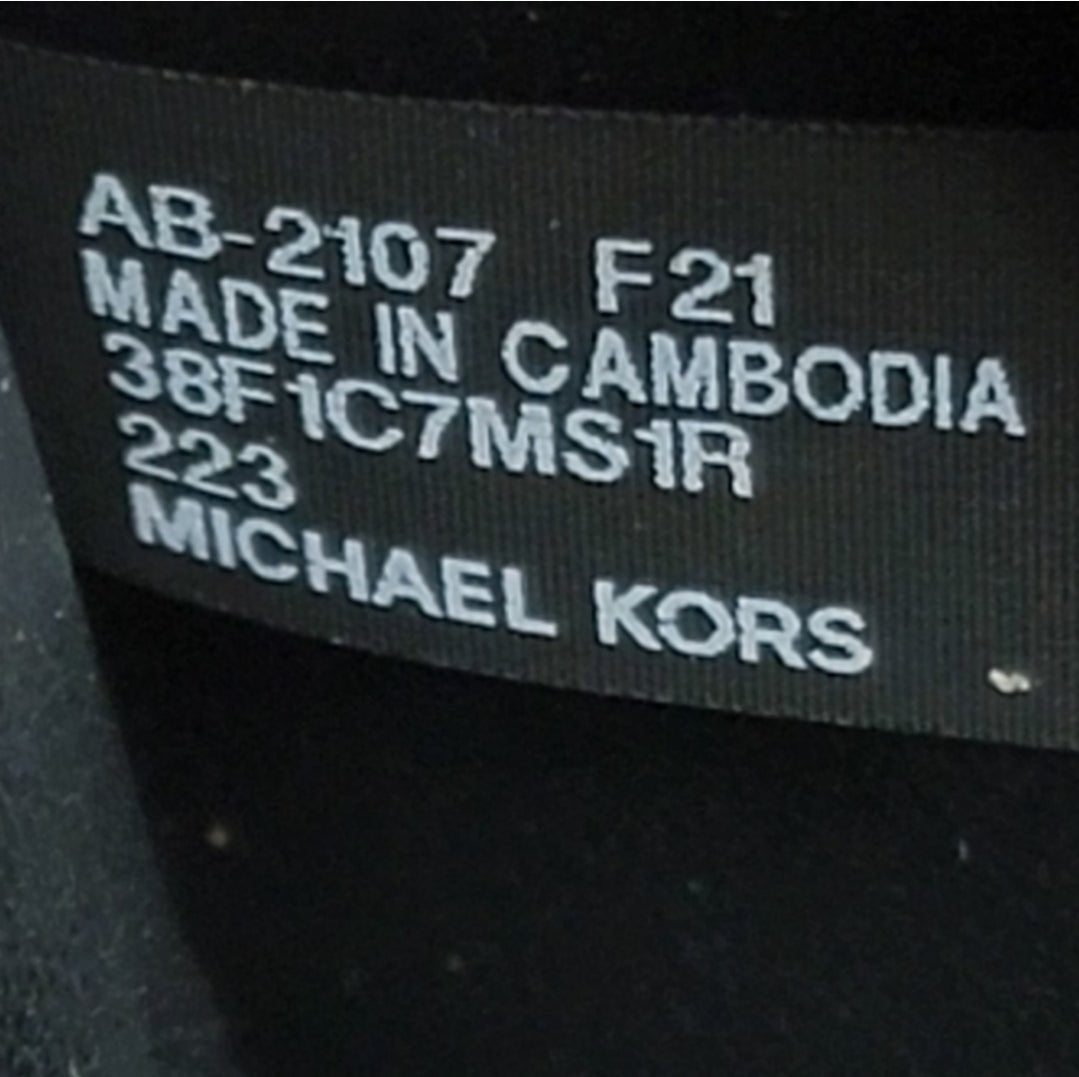 AB-2107 F21
MADE IN CAMBODIA
38F1C7MS1R
223
MICHAEL KORS